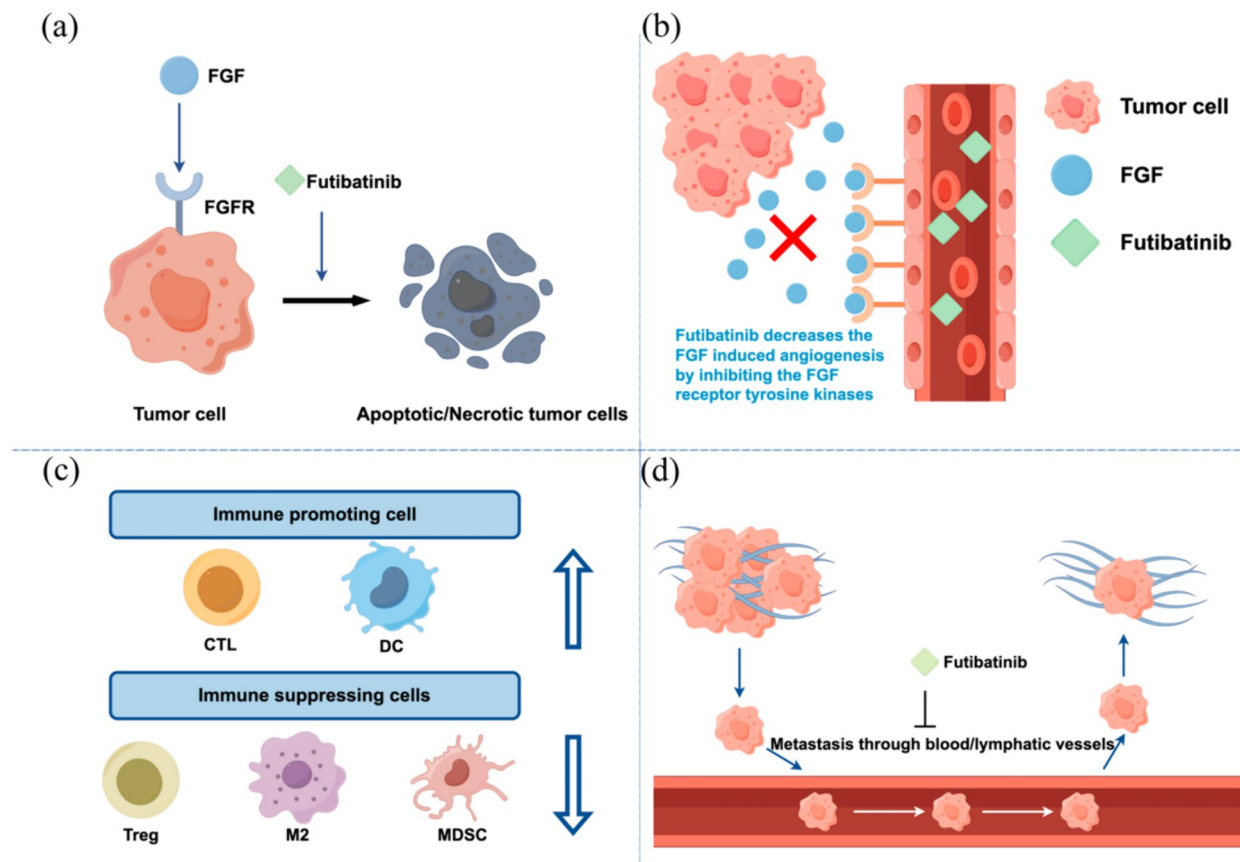 (a)
FGF
FGFR
Futibatinib
Tumor cell
Apoptotic/Necrotic tumor cells
(b)
Tumor cell
FGF
Futibatinib
Futibatinib decreases the
FGF induced angiogenesis
by inhibiting the FGF
receptor tyrosine kinases
(c)
Immune promoting cell
CTL
DC
Immune suppressing cells
Treg
M2
MDSC
(d)
Futibatinib
Metastasis through blood/lymphatic vessels